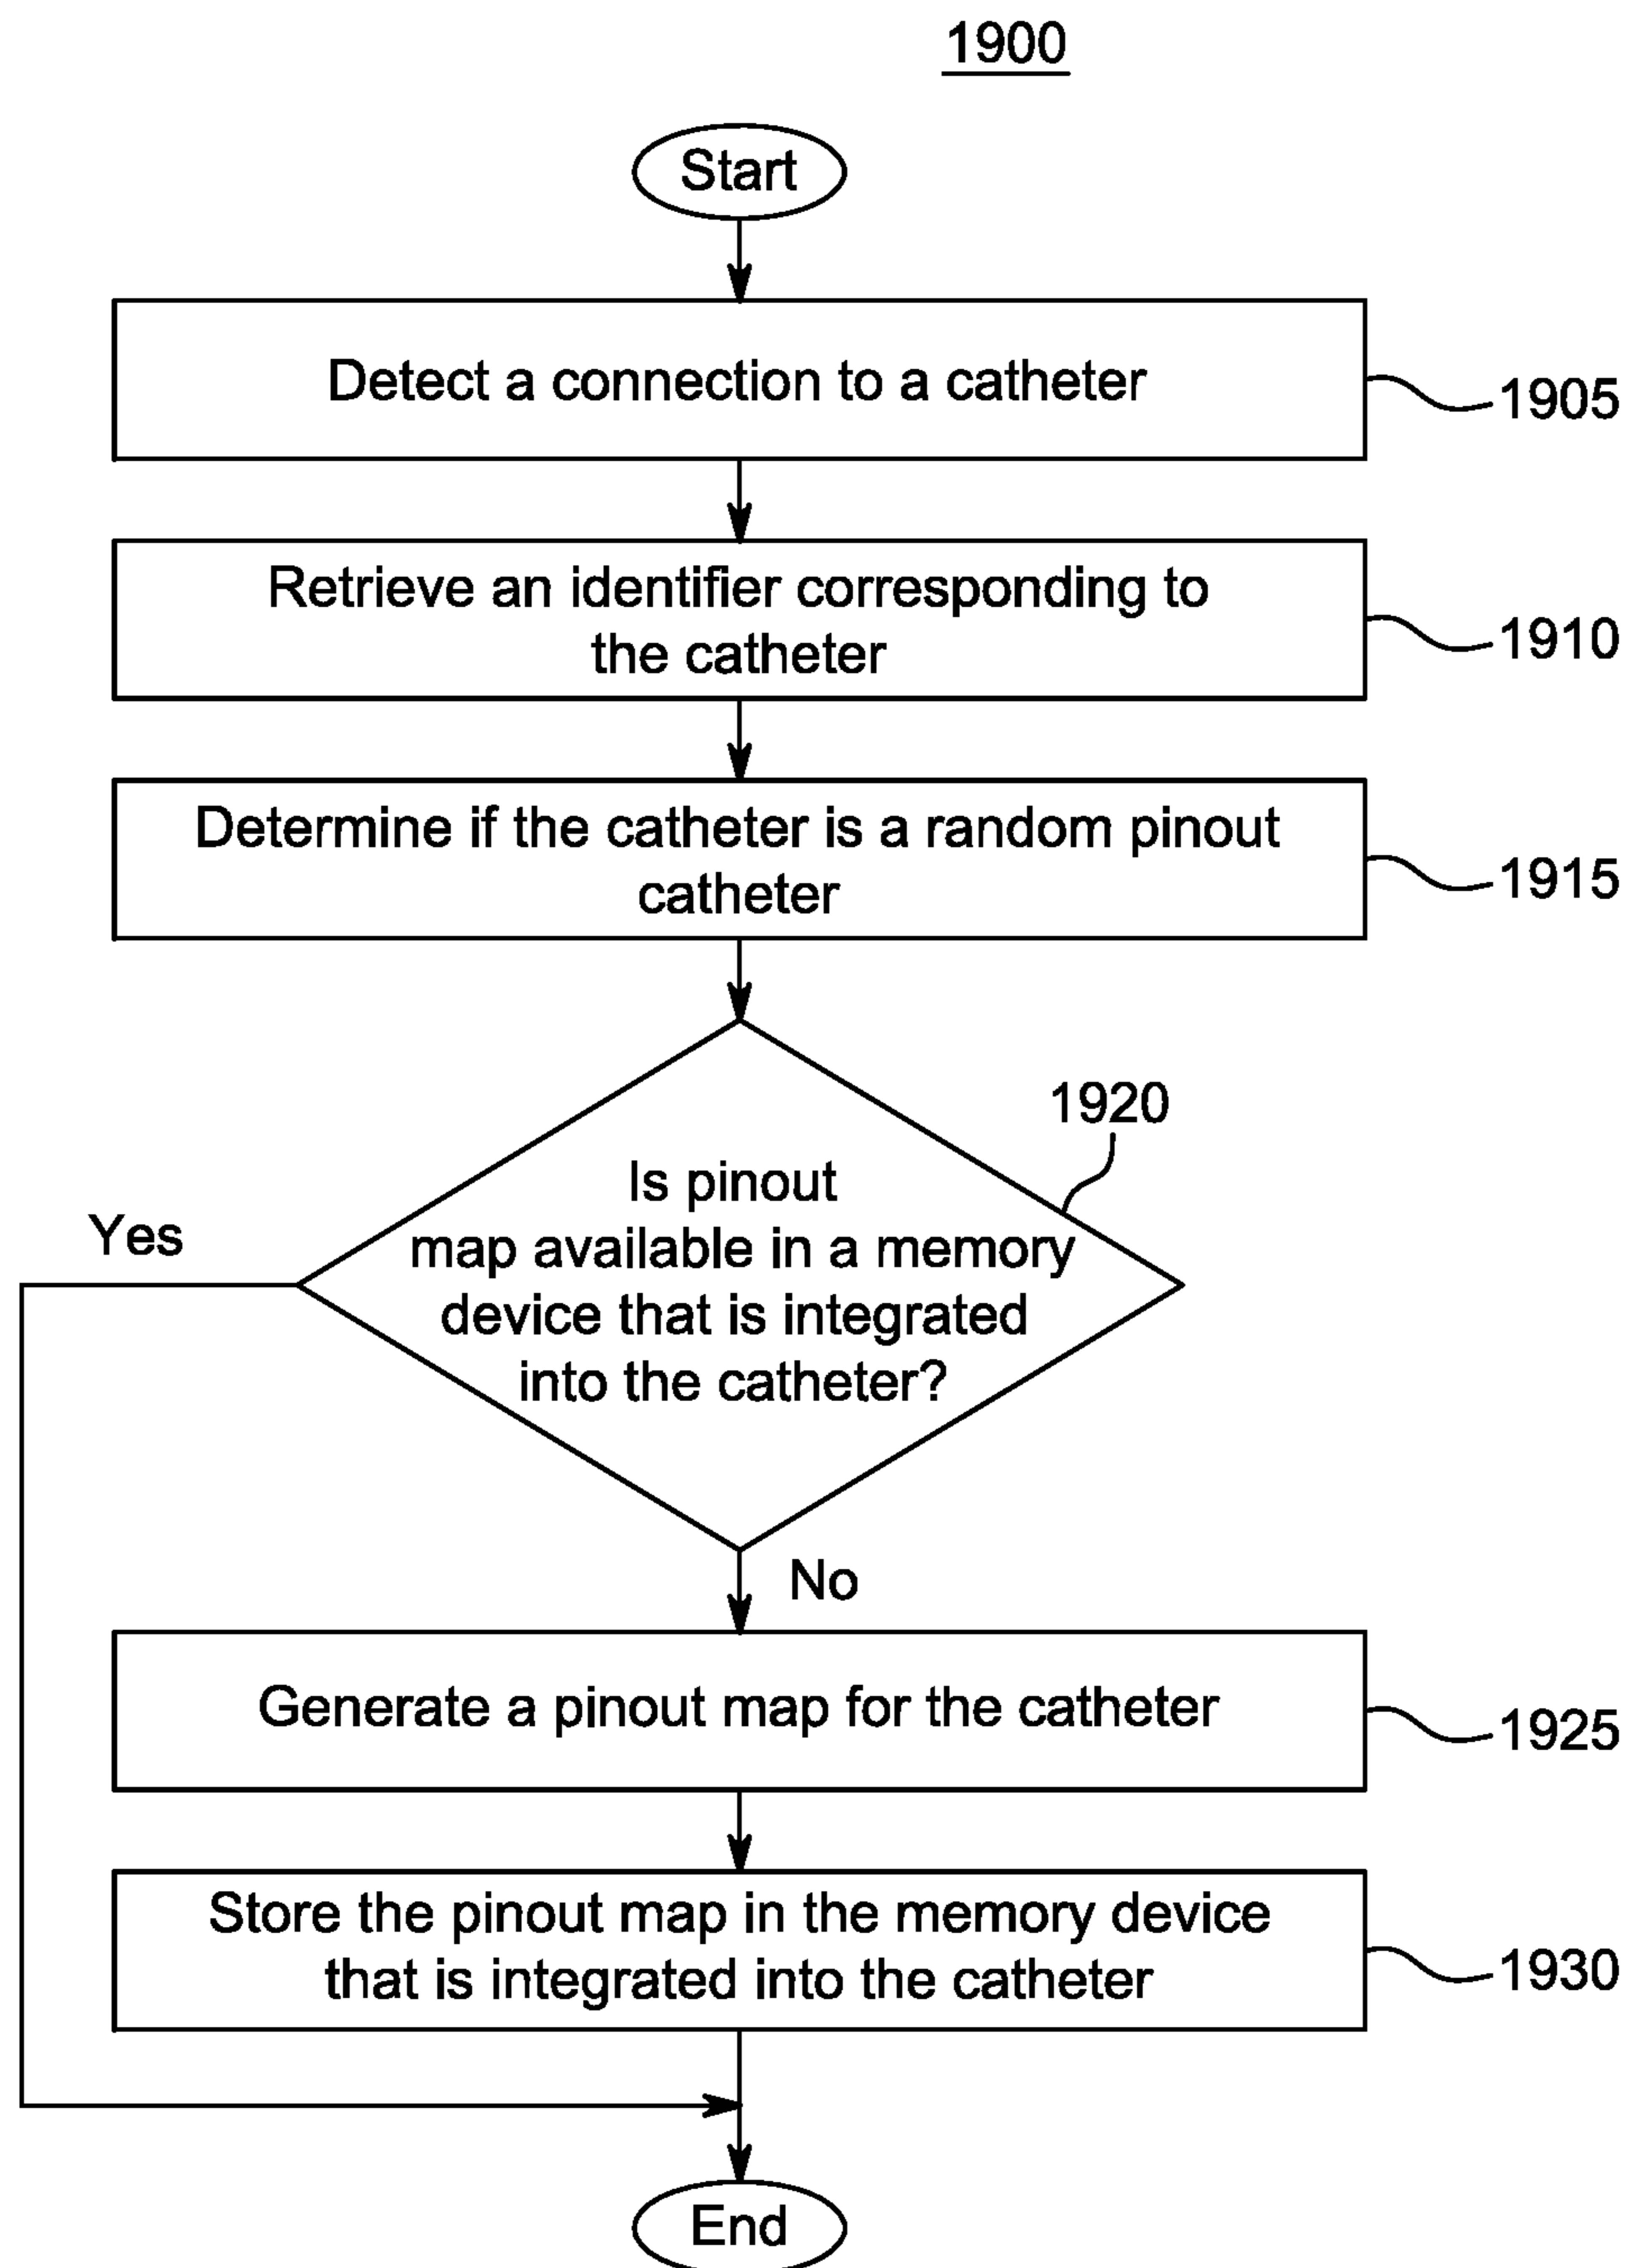 1900
Start
Detect a connection to a catheter
1905
Retrieve an identifier corresponding to
the catheter
1910
Determine if the catheter is a random pinout
catheter
1915
1920
Is pinout
map available in a memory
device that is integrated
into the catheter?
Yes
No
Generate a pinout map for the catheter
1925
Store the pinout map in the memory device
that is integrated into the catheter
1930
End